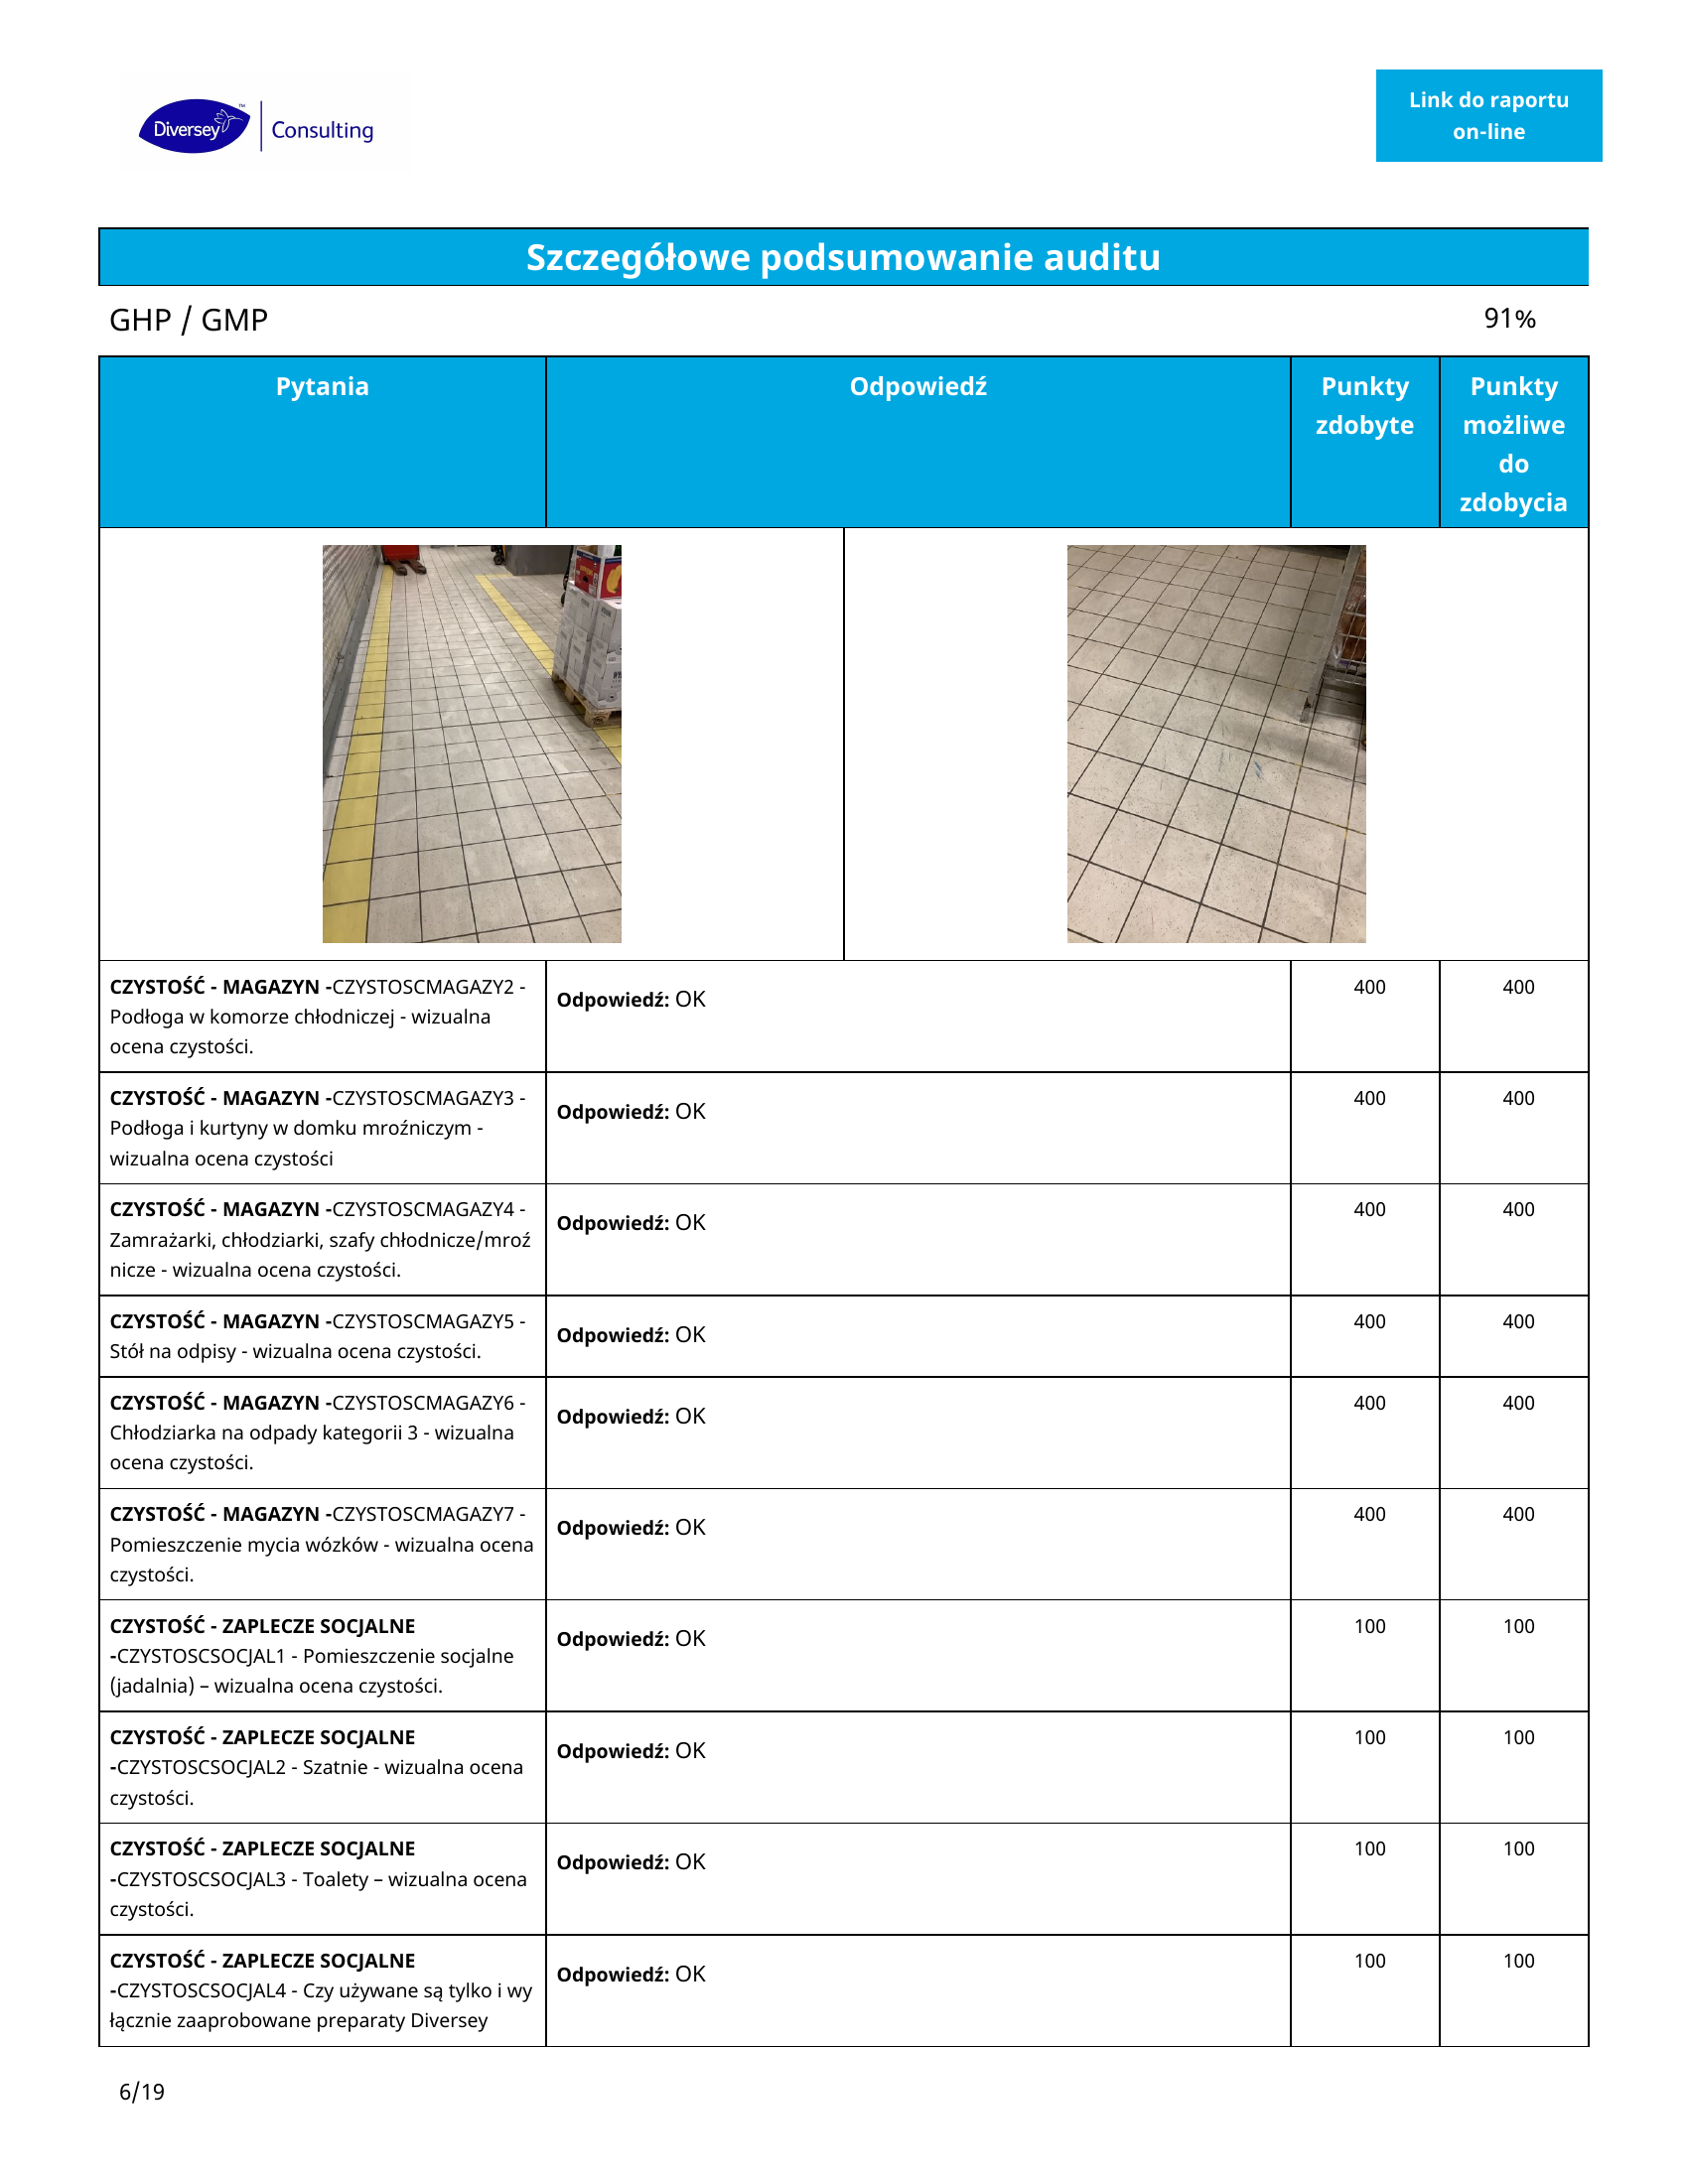 Diversey™ Consulting
Link do raportu
on-line
Szczegółowe podsumowanie auditu
GHP / GMP 91%
Pytania Odpowiedź Punkty zdobyte Punkty możliwe do zdobycia
CZYSTOŚĆ - MAGAZYN -CZYSTOSCMAGAZY2 -
Podłoga w komorze chłodniczej - wizualna
ocena czystości.
Odpowiedź: OK
400 400
CZYSTOŚĆ - MAGAZYN -CZYSTOSCMAGAZY3 -
Podłoga i kurtyny w domku mroźniczym -
wizualna ocena czystości
Odpowiedź: OK
400 400
CZYSTOŚĆ - MAGAZYN -CZYSTOSCMAGAZY4 -
Zamrażarki, chłodziarki, szafy chłodnicze/mroź
nicze - wizualna ocena czystości.
Odpowiedź: OK
400 400
CZYSTOŚĆ - MAGAZYN -CZYSTOSCMAGAZY5 -
Stół na odpisy - wizualna ocena czystości.
Odpowiedź: OK
400 400
CZYSTOŚĆ - MAGAZYN -CZYSTOSCMAGAZY6 -
Chłodziarka na odpady kategorii 3 - wizualna
ocena czystości.
Odpowiedź: OK
400 400
CZYSTOŚĆ - MAGAZYN -CZYSTOSCMAGAZY7 -
Pomieszczenie mycia wózków - wizualna ocena
czystości.
Odpowiedź: OK
400 400
CZYSTOŚĆ - ZAPLECZE SOCJALNE
-CZYSTOSCSOCJAL1 - Pomieszczenie socjalne
(jadalnia) – wizualna ocena czystości.
Odpowiedź: OK
100 100
CZYSTOŚĆ - ZAPLECZE SOCJALNE
-CZYSTOSCSOCJAL2 - Szatnie - wizualna ocena
czystości.
Odpowiedź: OK
100 100
CZYSTOŚĆ - ZAPLECZE SOCJALNE
-CZYSTOSCSOCJAL3 - Toalety – wizualna ocena
czystości.
Odpowiedź: OK
100 100
CZYSTOŚĆ - ZAPLECZE SOCJALNE
-CZYSTOSCSOCJAL4 - Czy używane są tylko i wy
łącznie zaaprobowane preparaty Diversey
Odpowiedź: OK
100 100
6/19